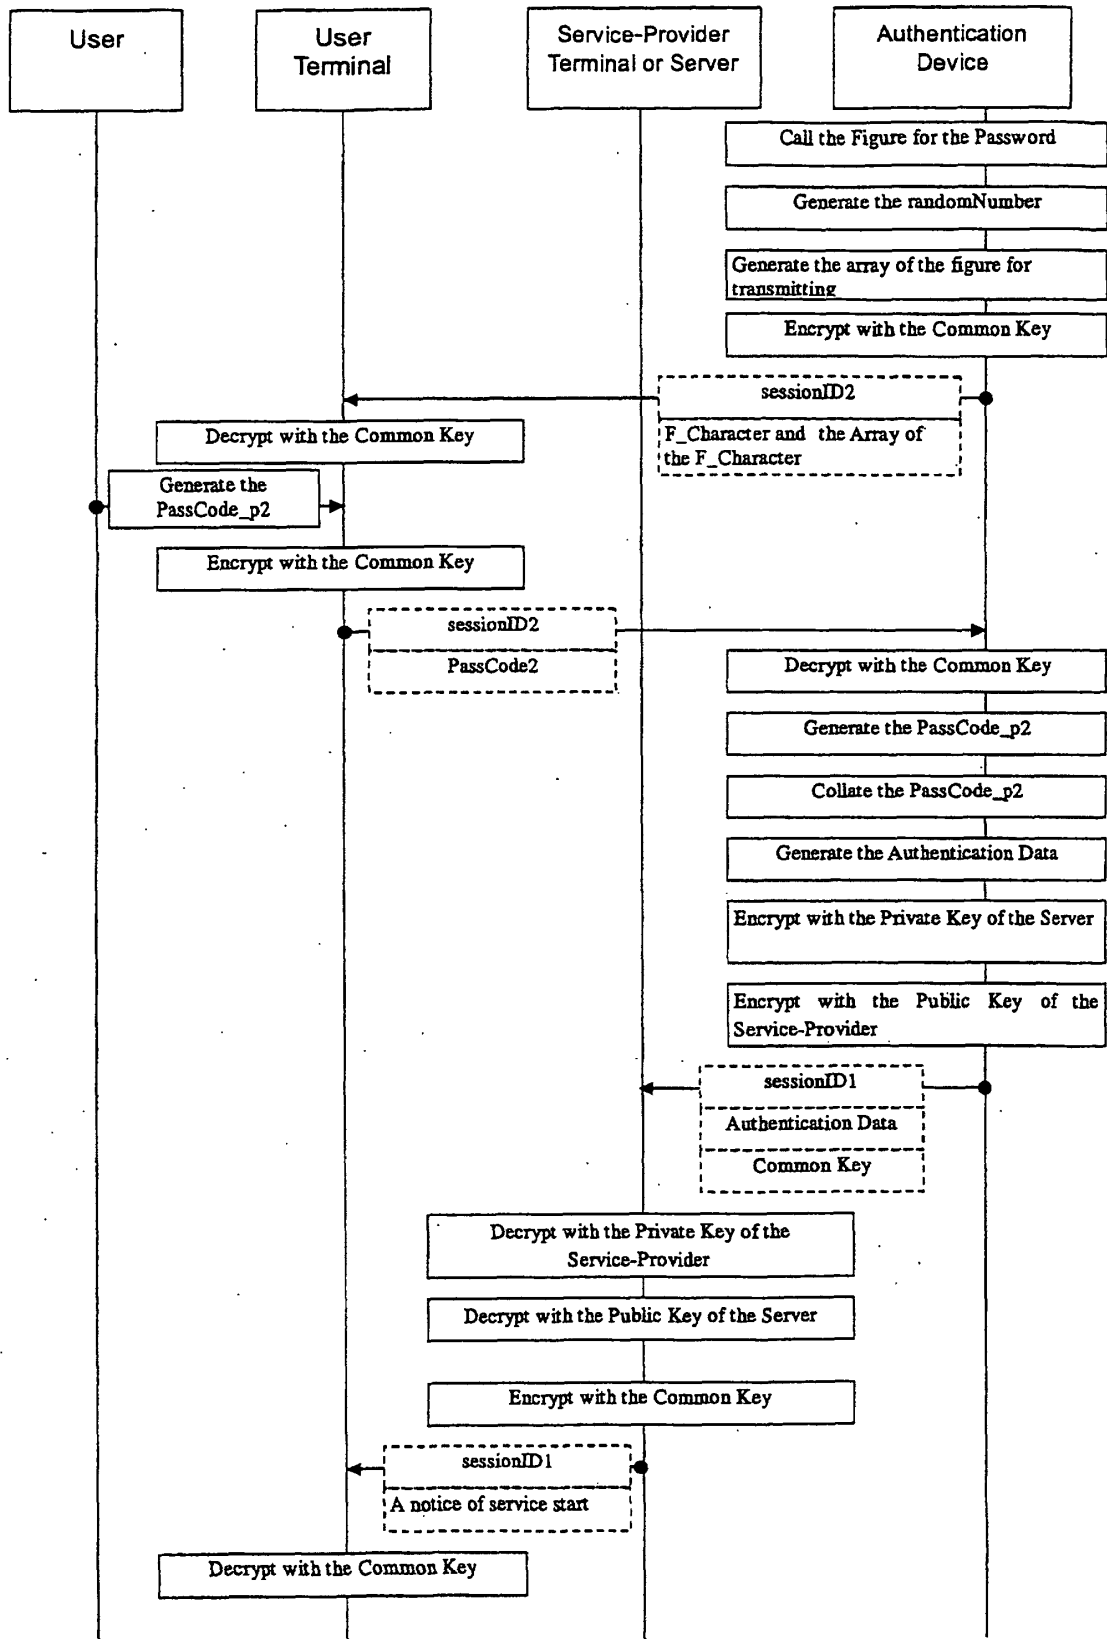 User
User
Terminal
Service-Provider
Terminal or Server
Authentication
Device
Call the Figure for the Password
Generate the randomNumber
Generate the array of the figure for
transmitting
Encrypt with the Common Key
sessionID2
F_Character and the Array of
the F_Character
Decrypt with the Common Key
Generate the
PassCode_p2
Encrypt with the Common Key
sessionID2
PassCode2
Decrypt with the Common Key
Generate the PassCode_p2
Collate the PassCode_p2
Generate the Authentication Data
Encrypt with the Private Key of the Server
Encrypt with the Public Key of the
Service-Provider
sessionID1
Authentication Data
Common Key
Decrypt with the Private Key of the
Service-Provider
Decrypt with the Public Key of the Server
Encrypt with the Common Key
sessionID1
A notice of service start
Decrypt with the Common Key